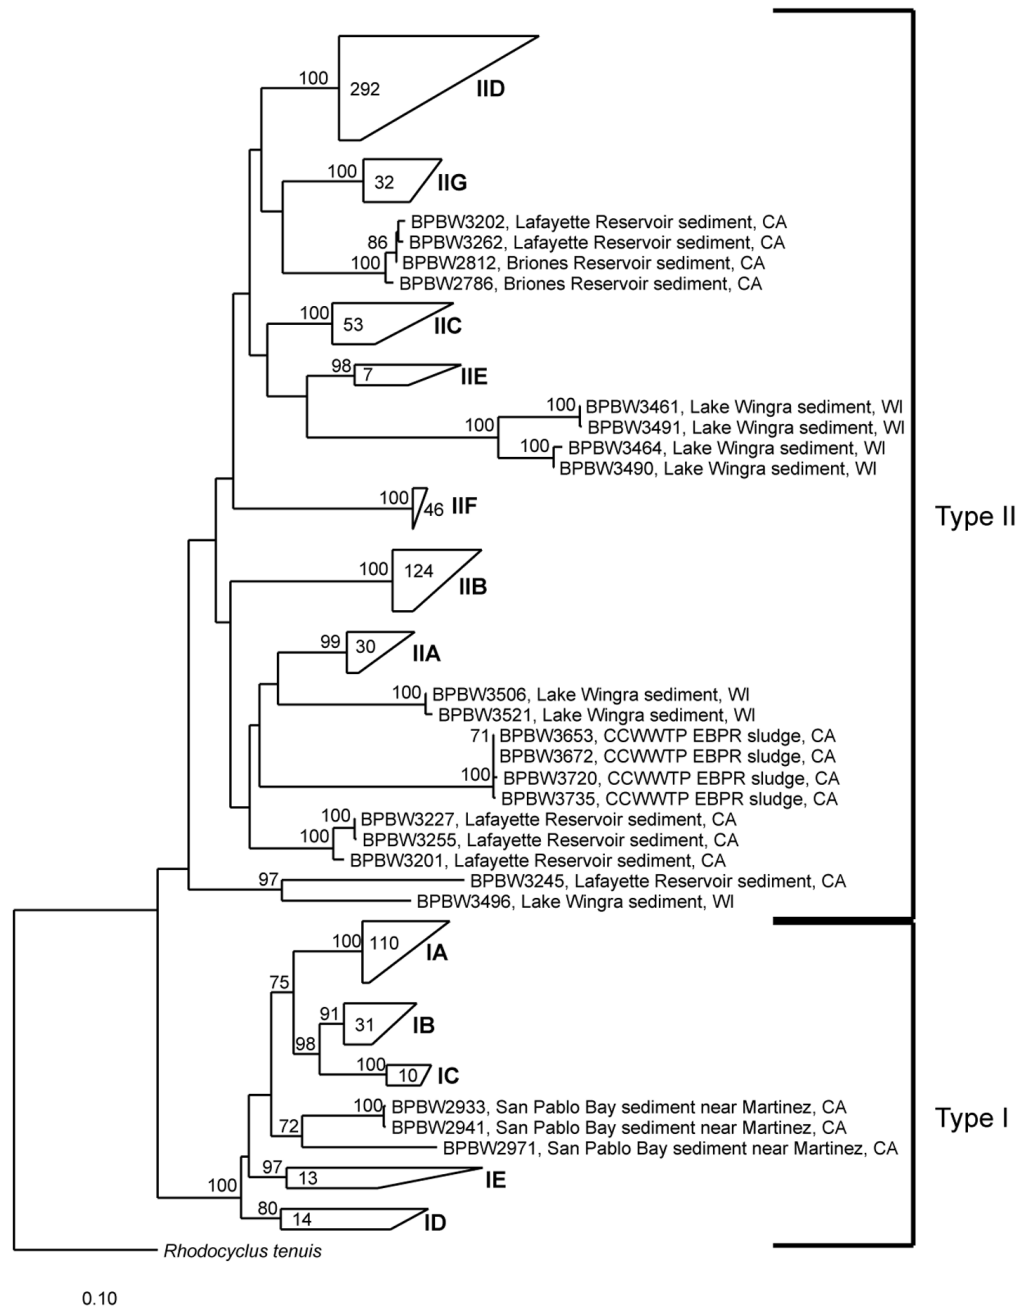 100
292
IID
100
32
IIG
BPBW3202, Lafayette Reservoir sediment, CA
86
BPBW3262, Lafayette Reservoir sediment, CA
100
BPBW2812, Briones Reservoir sediment, CA
BPBW2786, Briones Reservoir sediment, CA
100
53
IIC
98
7
IIE
100
BPBW3461, Lake Wingra sediment, WI
100
BPBW3491, Lake Wingra sediment, WI
100
BPBW3464, Lake Wingra sediment, WI
BPBW3490, Lake Wingra sediment, WI
100
46
IIF
Type II
100
124
IIB
99
30
IIA
100
BPBW3506, Lake Wingra sediment, WI
BPBW3521, Lake Wingra sediment, WI
71
BPBW3653, CCWWTP EBPR sludge, CA
BPBW3672, CCWWTP EBPR sludge, CA
100
BPBW3720, CCWWTP EBPR sludge, CA
BPBW3735, CCWWTP EBPR sludge, CA
100
BPBW3227, Lafayette Reservoir sediment, CA
100
BPBW3255, Lafayette Reservoir sediment, CA
BPBW3201, Lafayette Reservoir sediment, CA
97
BPBW3245, Lafayette Reservoir sediment, CA
BPBW3496, Lake Wingra sediment, WI
100
110
IA
75
91
31
IB
98
100
10
IC
100
BPBW2933, San Pablo Bay sediment near Martinez, CA
72
BPBW2941, San Pablo Bay sediment near Martinez, CA
BPBW2971, San Pablo Bay sediment near Martinez, CA
Type I
97
13
IE
100
80
14
ID
Rhodocyclus tenuis
0.10